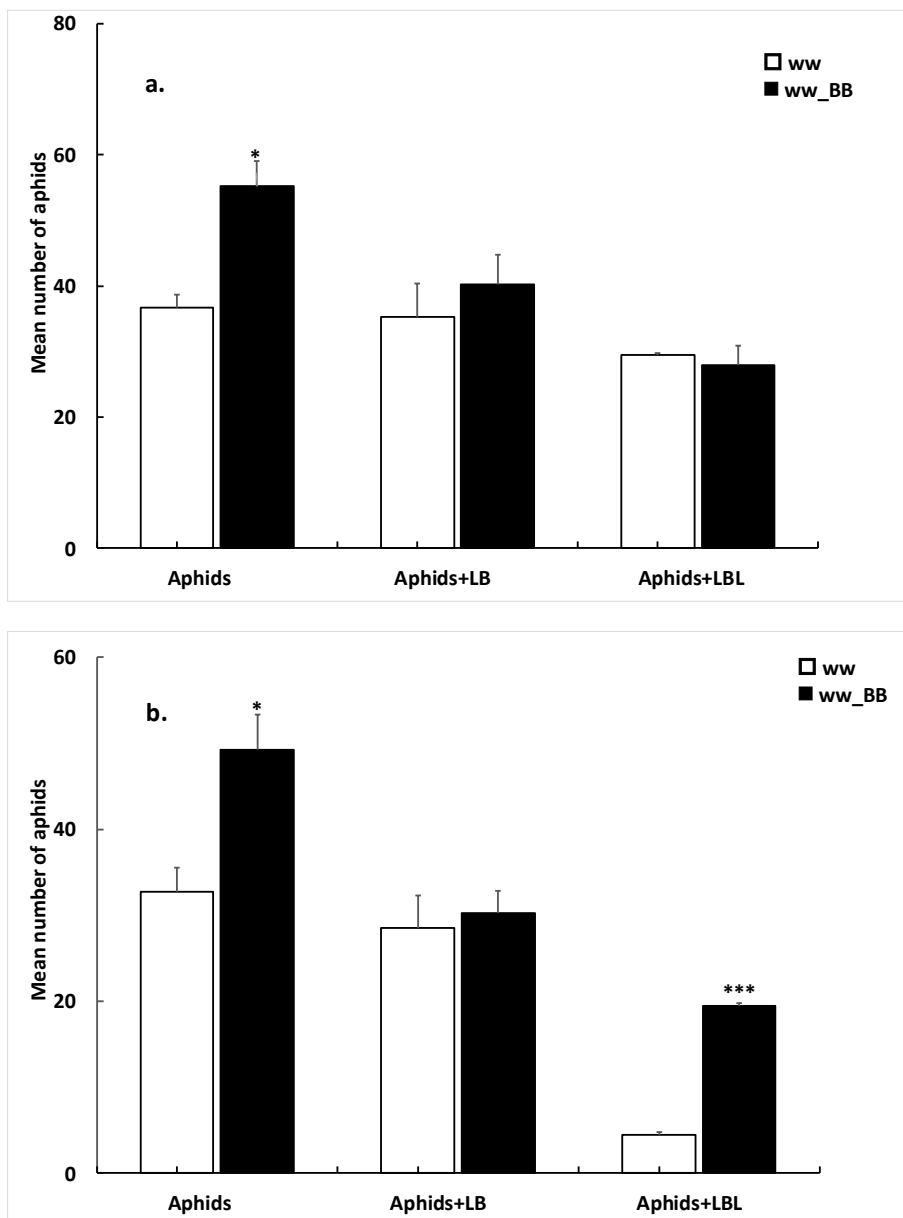 80
a.
ww
ww_BB
*
60
Mean number of aphids
40
20
0
Aphids
Aphids+LB
Aphids+LBL
60
b.
ww
ww_BB
*
Mean number of aphids
40
20
***
0
Aphids
Aphids+LB
Aphids+LBL